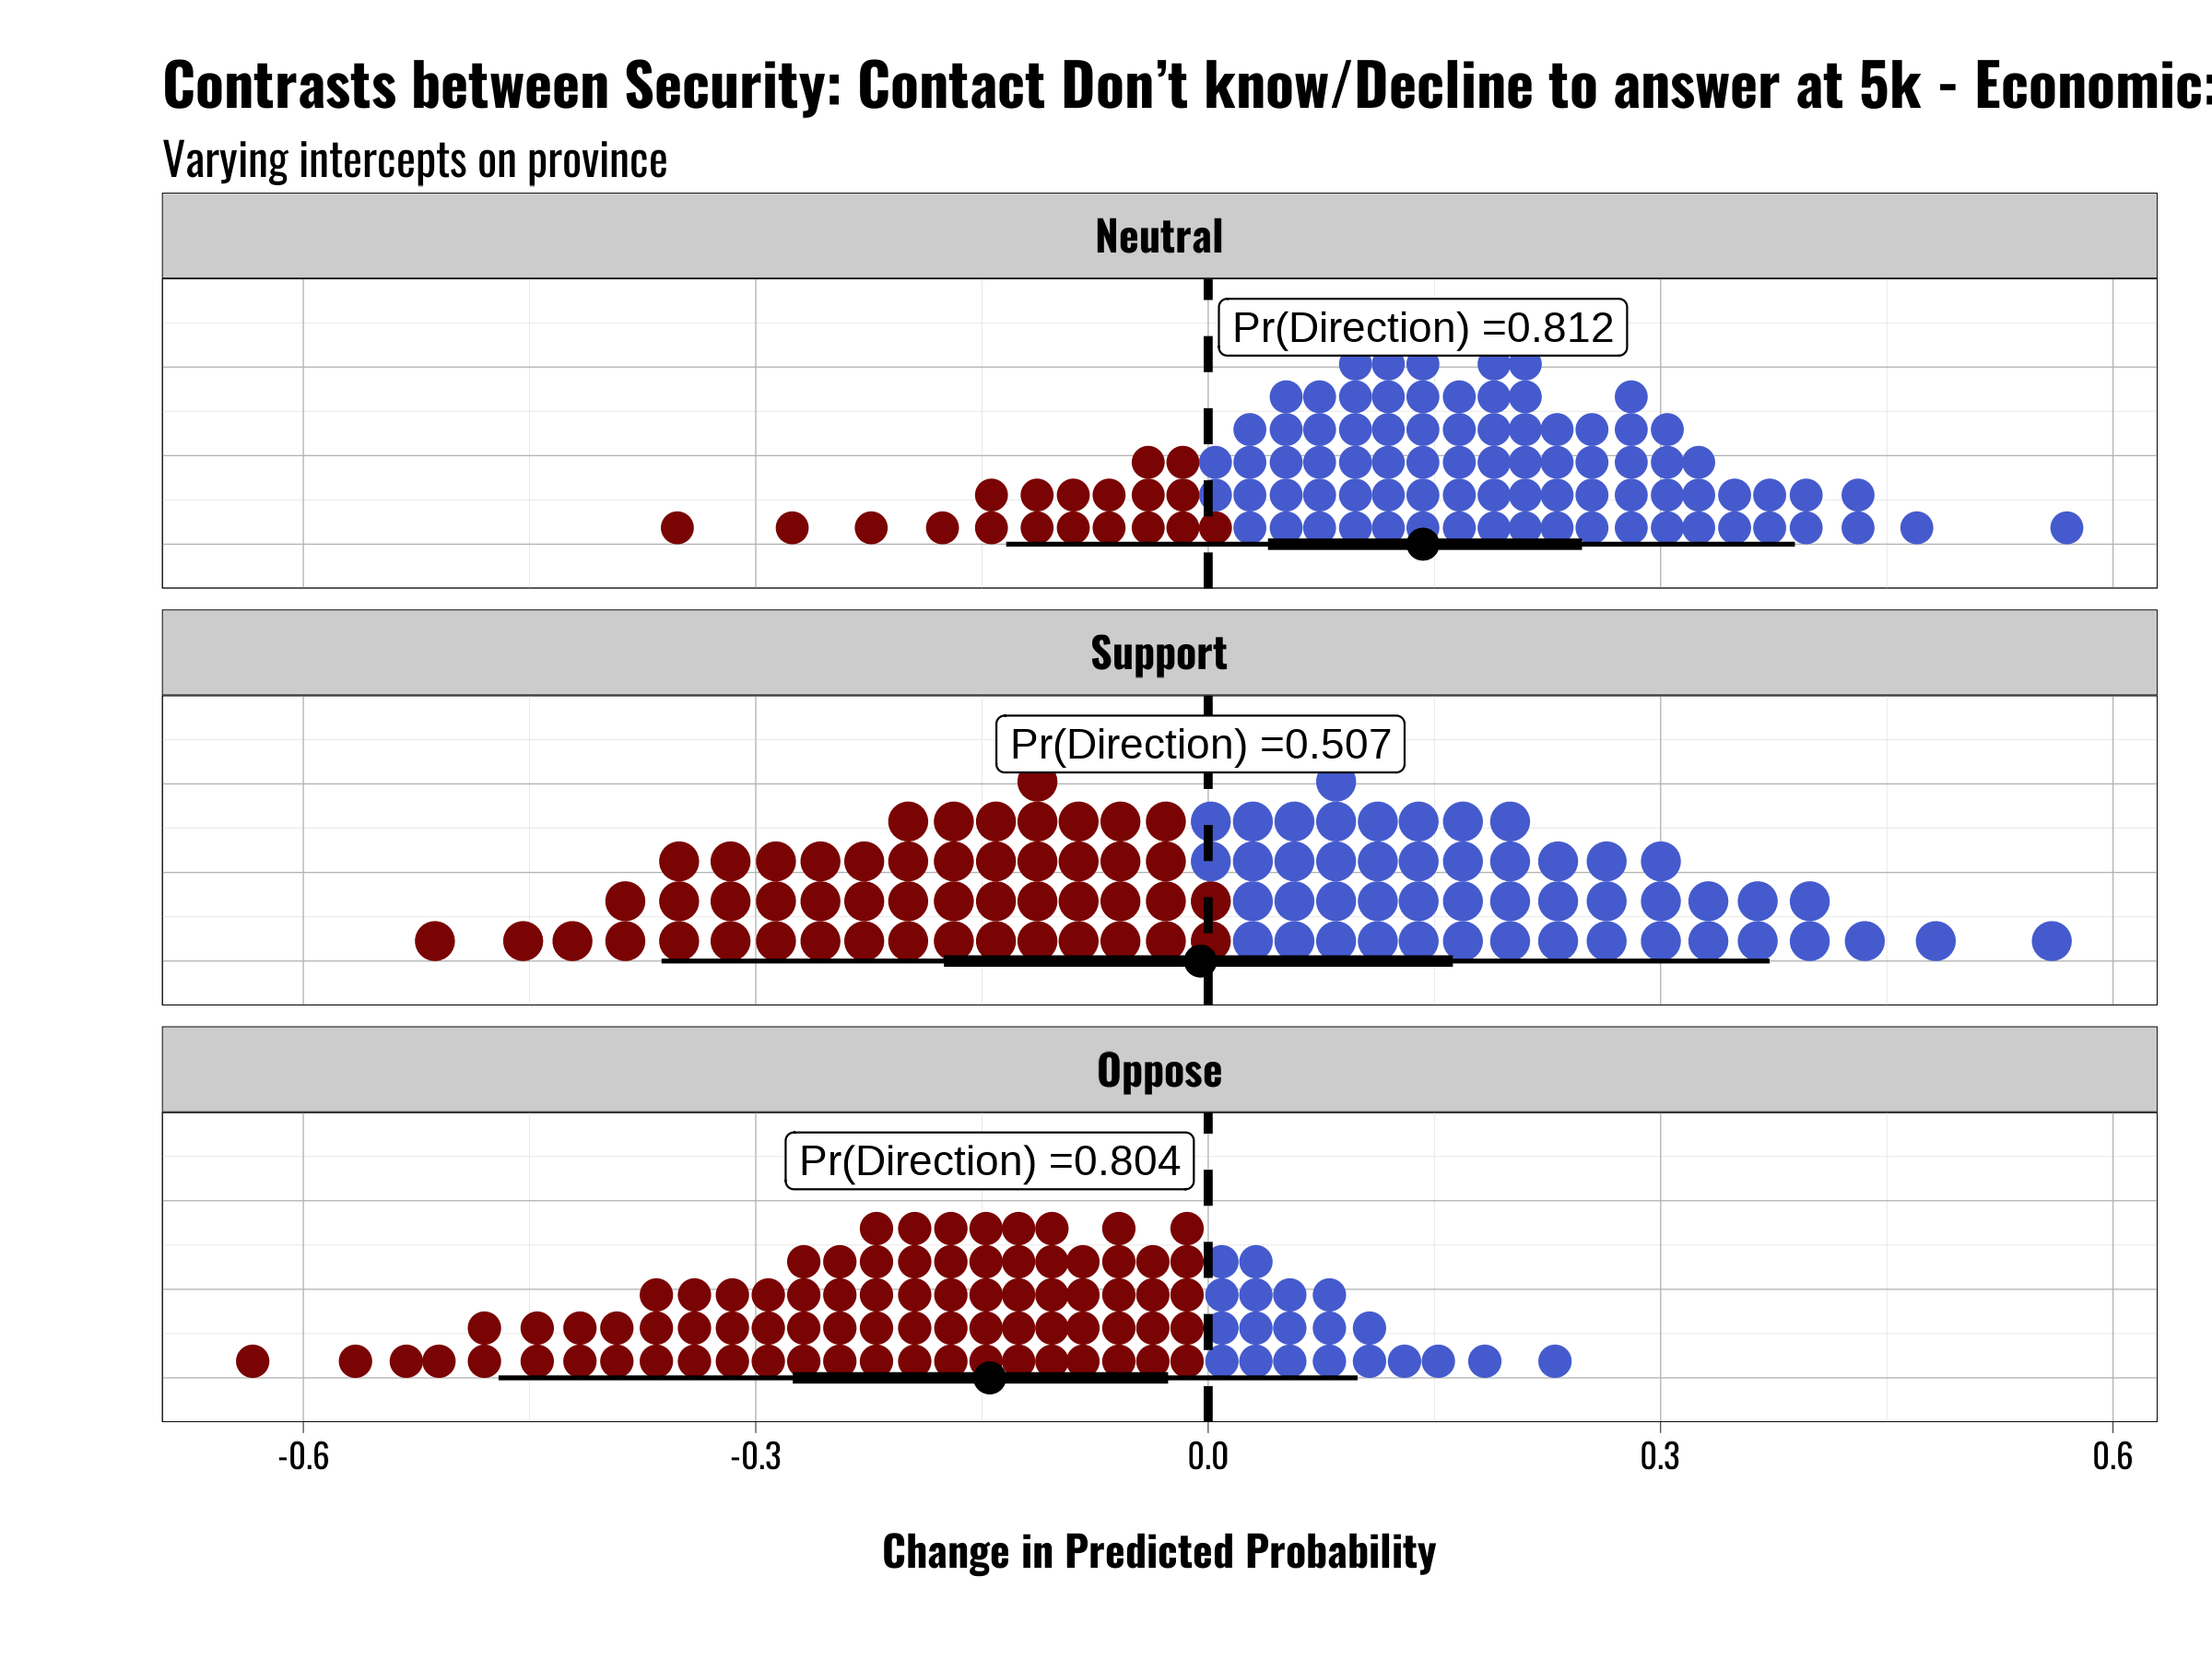 Contrasts between Security: Contact Don’t know/Decline to answer at 5k - Economic:
Varying intercepts on province
Neutral
Pr(Direction) =0.812
Support
Pr(Direction) =0.507
Oppose
Pr(Direction) =0.804
-0.6 -0.3 0.0 0.3 0.6
Change in Predicted Probability